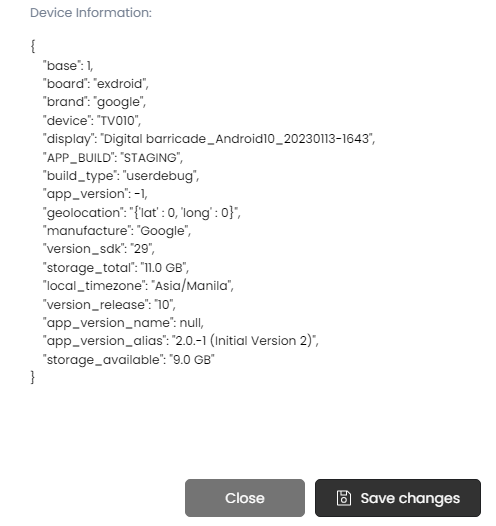 Device Information:
{
"base": 1,
"board": "exdroid",
"brand": "google",
"device": "TV010",
"display": "Digital barricade_Android10_20230113-1643",
"APP_BUILD": "STAGING",
"build_type": "userdebug",
"app_version": -1,
"geolocation": "{'lat' : 0, 'long' : 0}",
"manufacture": "Google",
"version_sdk": "29",
"storage_total": "11.0 GB",
"local_timezone": "Asia/Manila",
"version_release": "10",
"app_version_name": null,
"app_version_alias": "2.0.-1 (Initial Version 2)",
"storage_available": "9.0 GB"
}
Close
Save changes